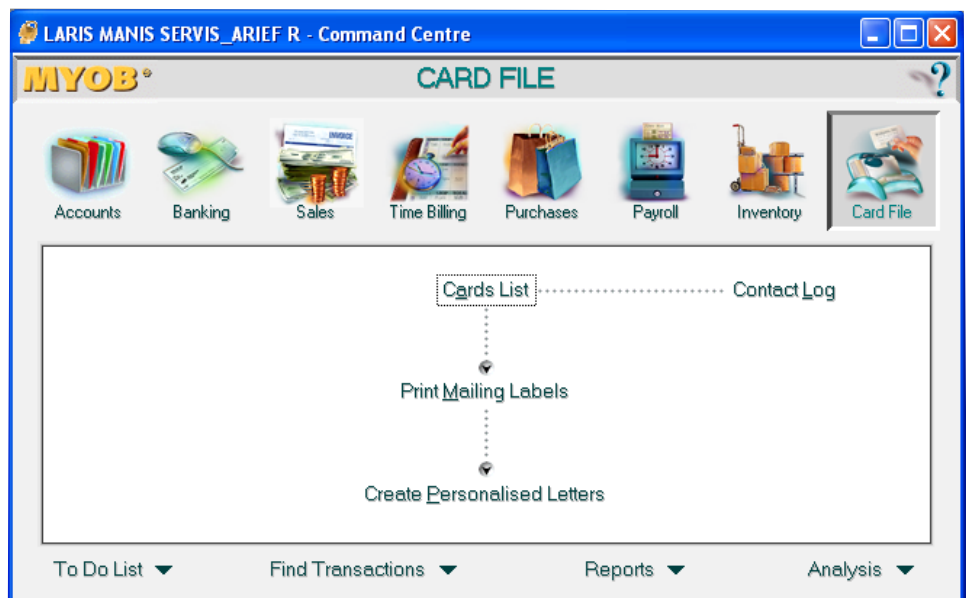 LARIS MANIS SERVIS_ARIEF R - Command Centre
MYOB CARD FILE
INVOICE
Accounts Banking Sales Time Billing Purchases Payroll Inventory Card File
Cards List Contact Log
Print Mailing Labels
Create Personalised Letters
To Do List Find Transactions Reports Analysis